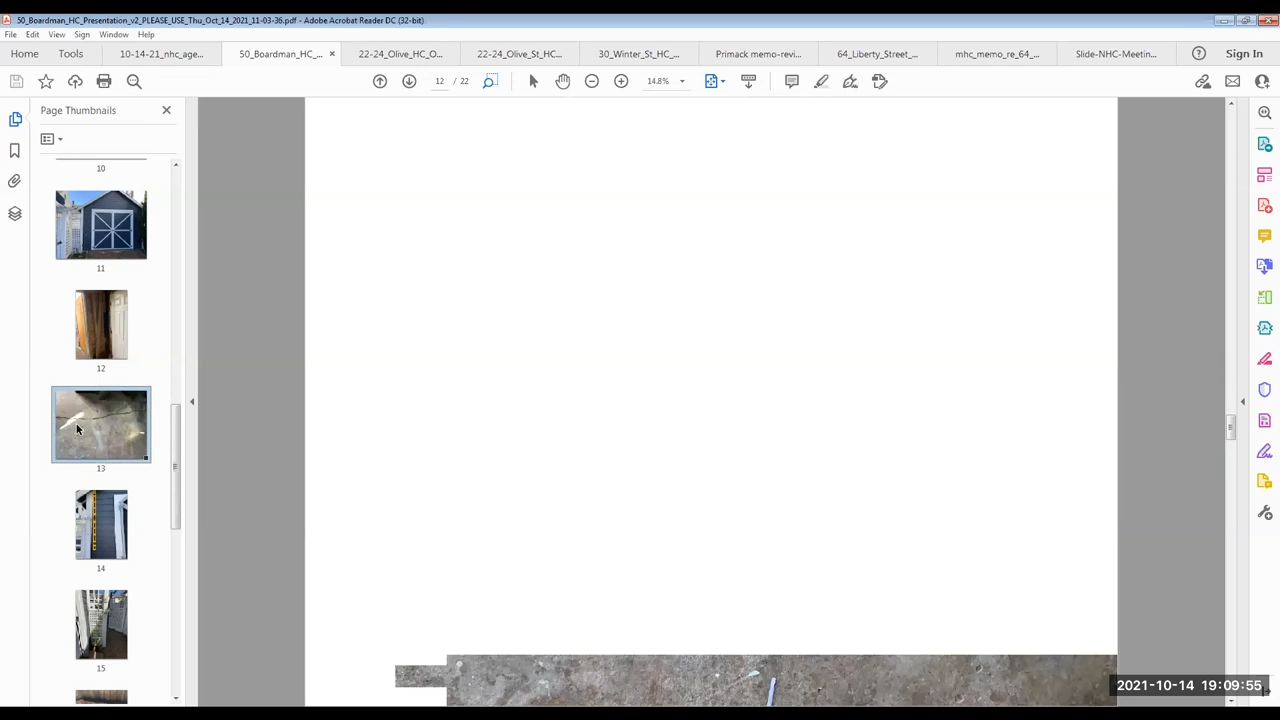 50_Boardman_HC_Presentation_v2_PLEASE_USE_Thu_Oct_14_2021_11-03-36.pdf - Adobe Acrobat Reader DC (32-bit)
File Edit View Sign Window Help
Home Tools 10-14-21_nhc_age... 50_Boardman_HC_... 22-24_Olive_HC_O... 22-24_Olive_St_HC_... 30_Winter_St_HC_... Primack memo-revi... 64_Liberty_Street_... mhc_memo_re_64_... Slide-NHC-Meetin... Sign In
12 / 22 14.8%
Page Thumbnails
10
11
12
13
14
15
2021-10-14 19:09:55